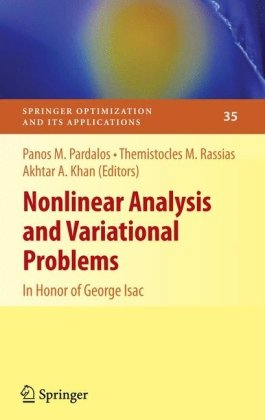 SPRINGER OPTIMIZATION
AND ITS APPLICATIONS
35
Panos M. Pardalos · Themistocles M. Rassias
Akhtar A. Khan (Editors)
Nonlinear Analysis
and Variational
Problems
In Honor of George Isac
Springer